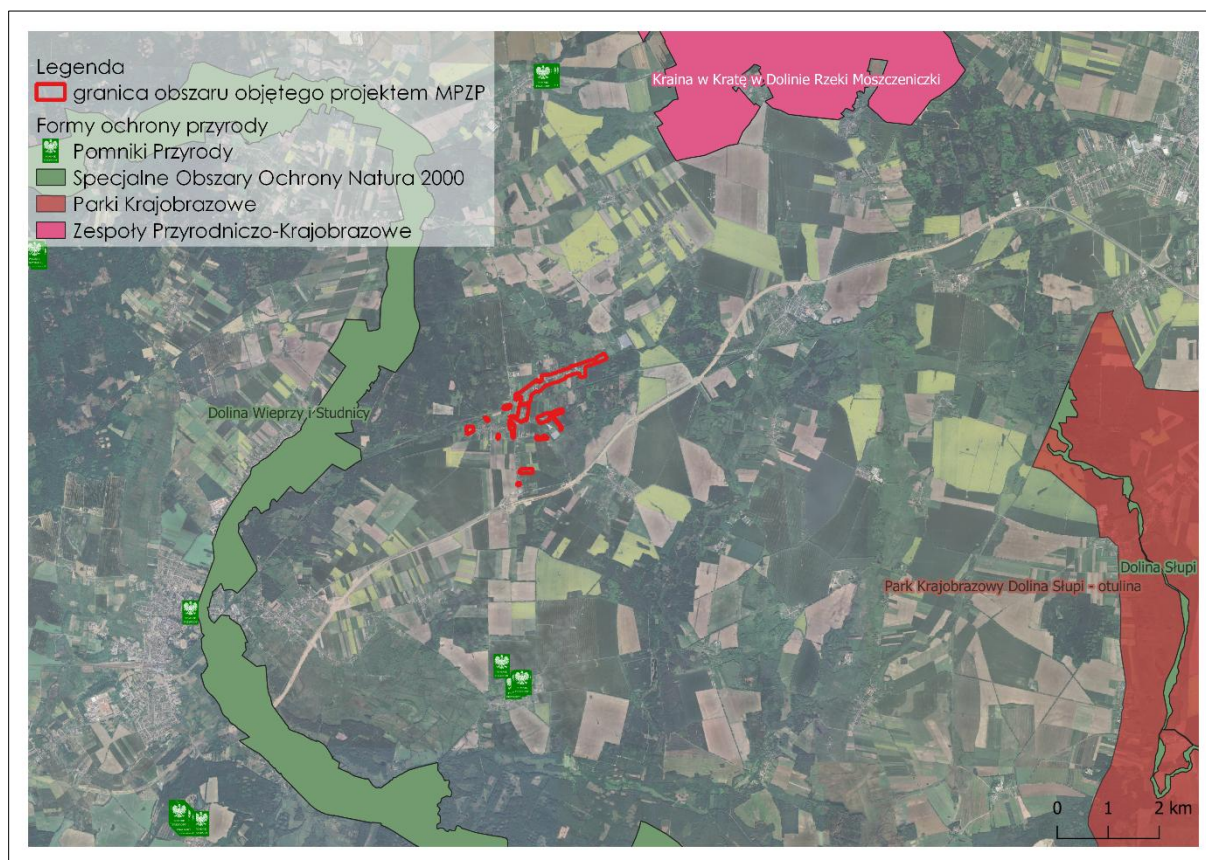 Legenda
granica obszaru objętego projektem MPZP
Formy ochrony przyrody
Pomniki Przyrody
Specjalne Obszary Ochrony Natura 2000
Parki Krajobrazowe
Zespoły Przyrodniczo-Krajobrazowe
Kraina w Kratę w Dolinie Rzeki Moszczeniczki
Dolina Wieprzy i Studnicy
Dolina Słupi
Park Krajobrazowy Dolina Słupi - otulina
0 1 2 km